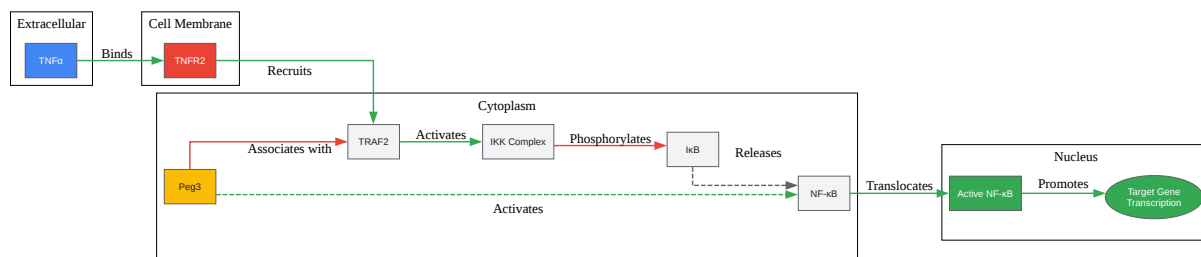 Extracellular
Cell Membrane
TNFα
Binds
TNFR2
Recruits
Cytoplasm
TRAF2
Activates
IKK Complex
Phosphorylates
IκB
Releases
Associates with
Peg3
Activates
NF-κB
Translocates
Nucleus
Active NF-κB
Promotes
Target Gene
Transcription